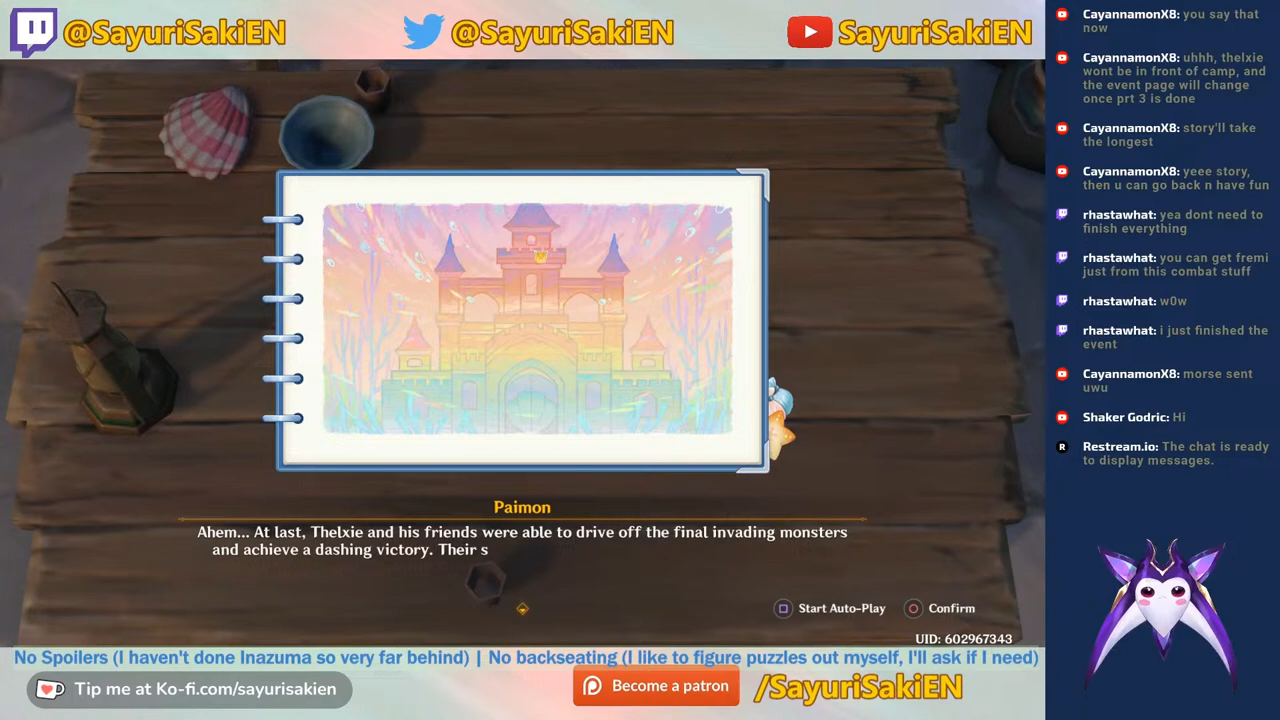 @SayuriSakiEN
@SayuriSakiEN
SayuriSakiEN
CayannamonX8: you say that
now
CayannamonX8: uhhh, thelxie
wont be in front of camp, and
the event page will change
once prt 3 is done
CayannamonX8: story'll take
the longest
CayannamonX8: yeee story,
then u can go back n have fun
rhastawhat: yea dont need to
finish everything
rhastawhat: you can get fremi
just from this combat stuff
rhastawhat: w0w
rhastawhat: i just finished the
event
CayannamonX8: morse sent
uwu
Shaker Godric: Hi
R Restream.io: The chat is ready
to display messages.
Paimon
Ahem... At last, Thelxie and his friends were able to drive off the final invading monsters
and achieve a dashing victory. Their s
Start Auto-Play
Confirm
UID: 602967343
No Spoilers (I haven't done Inazuma so very far behind) | No backseating (I like to figure puzzles out myself, I'll ask if I need)
Tip me at Ko-fi.com/sayurisakien
Become a patron
/SayuriSakiEN